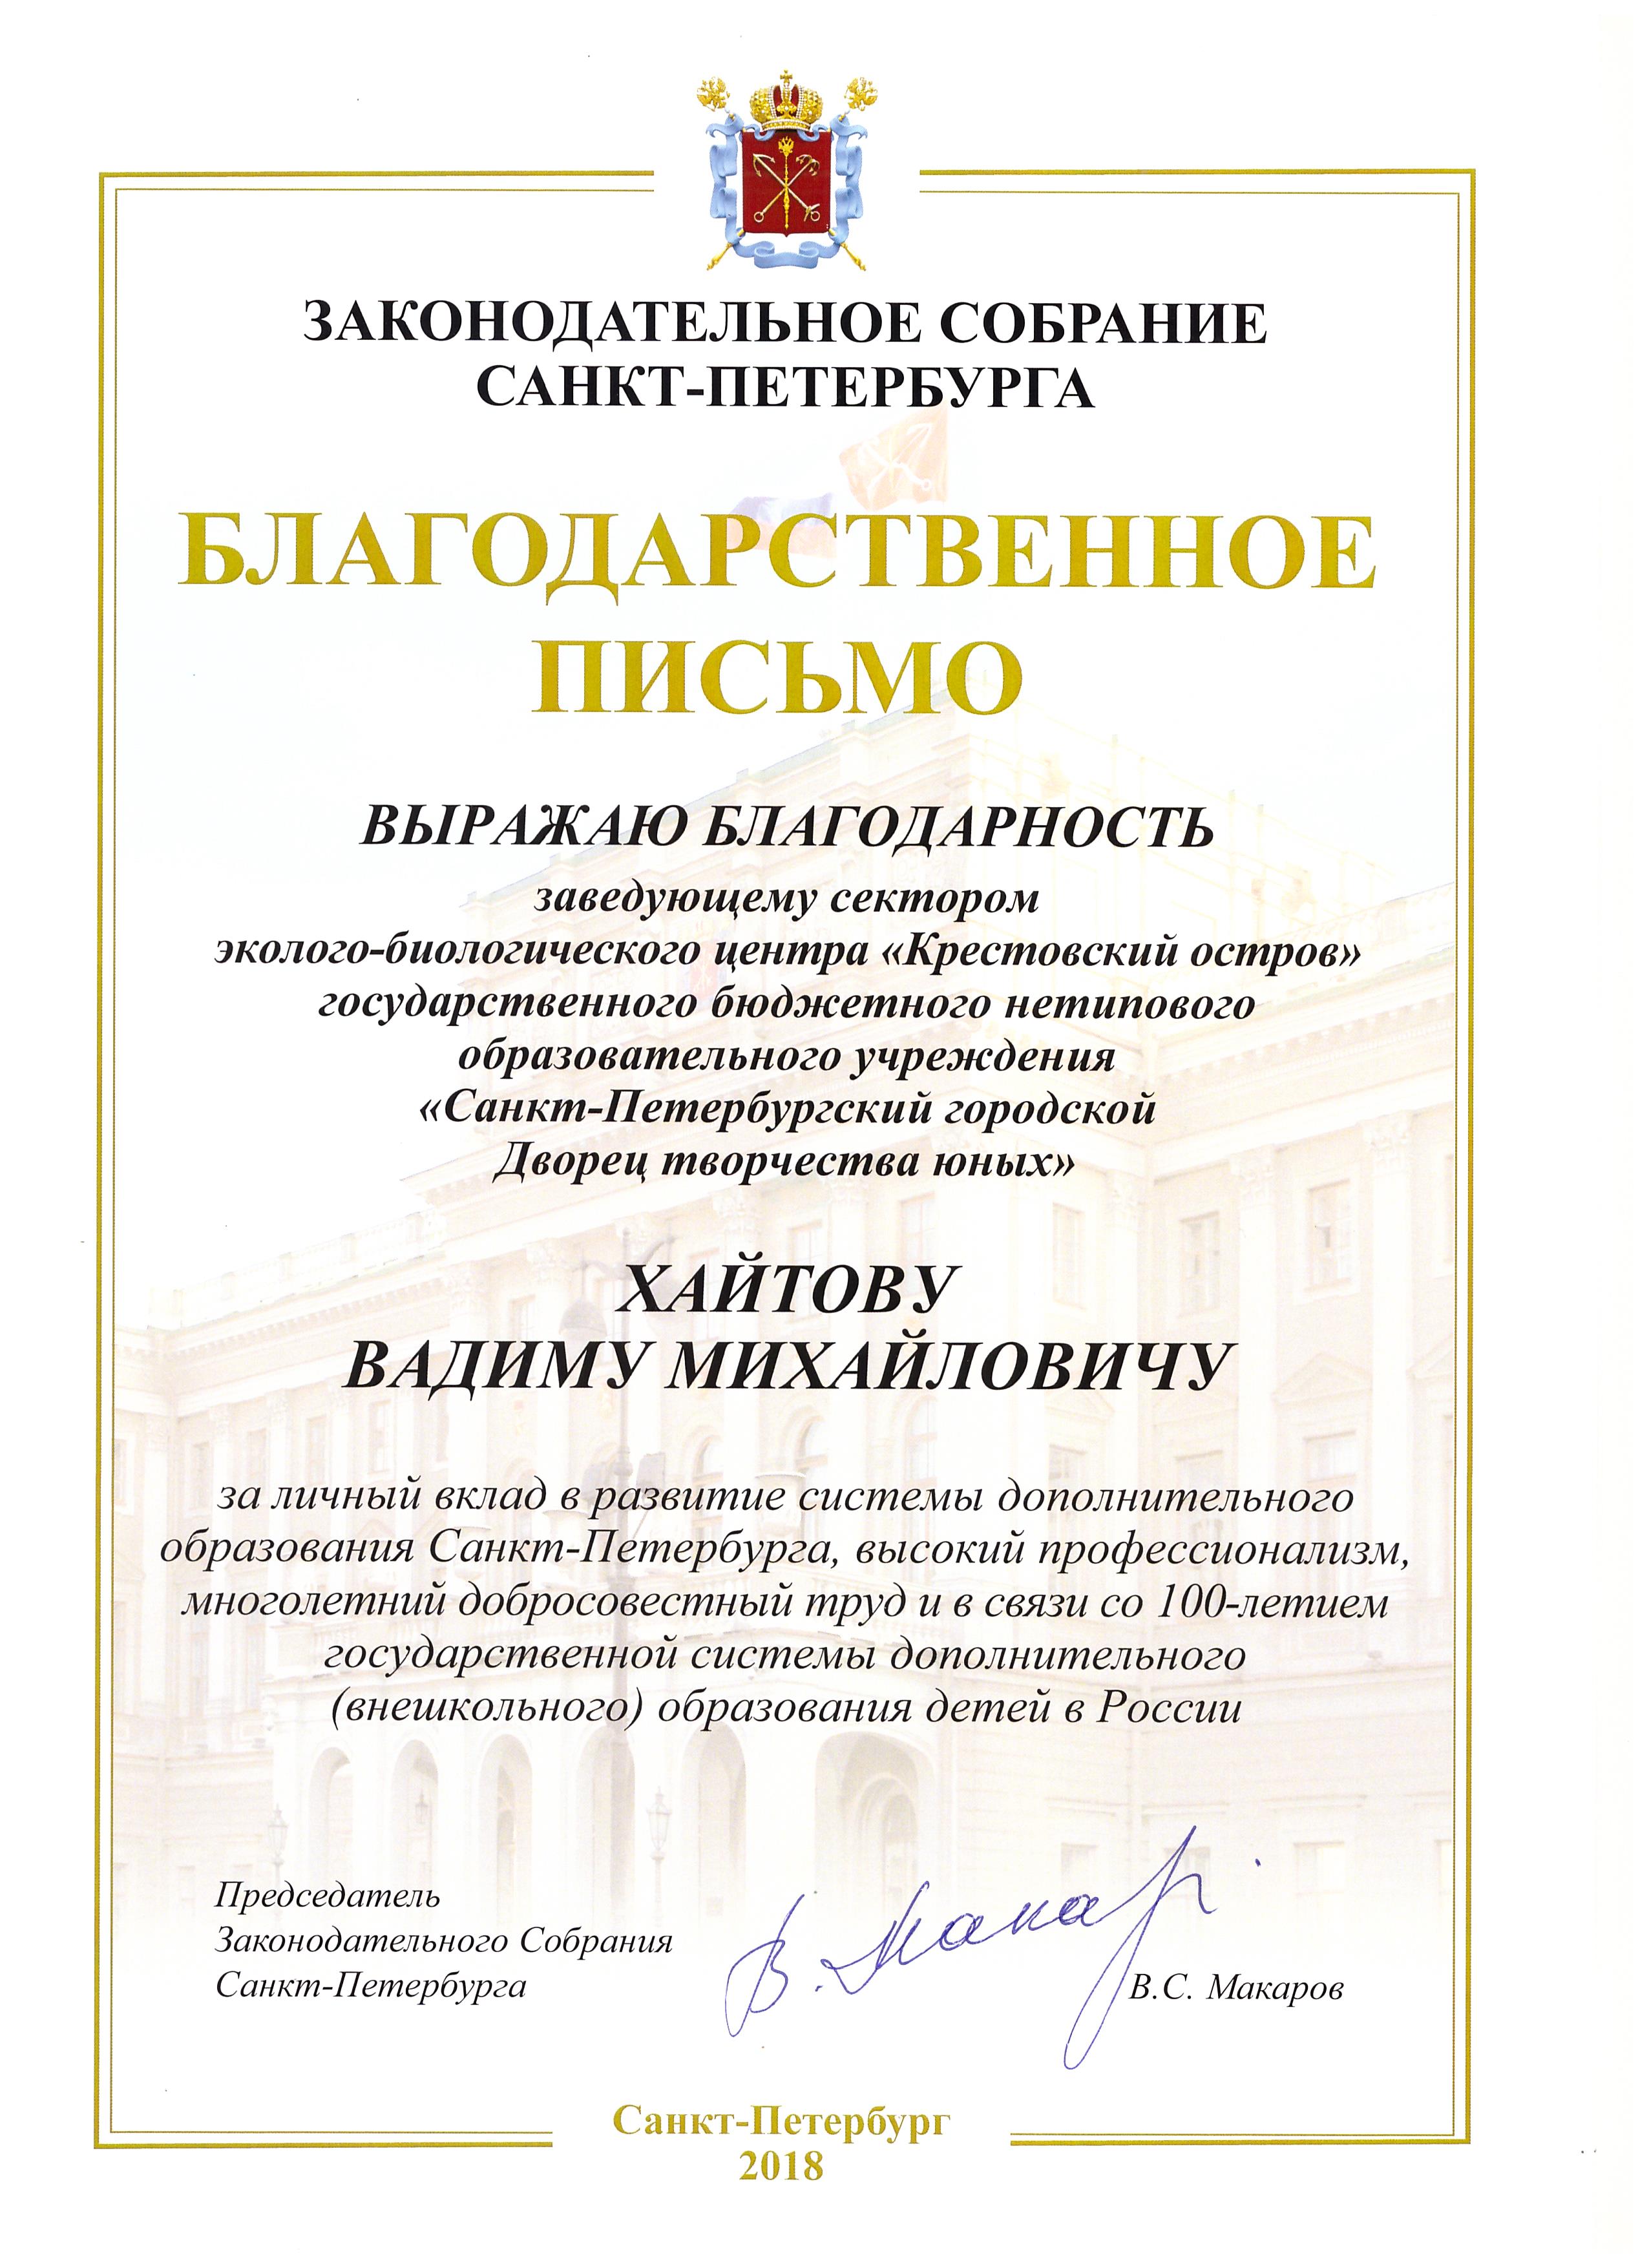 ЗАКОНОДАТЕЛЬНОЕ СОБРАНИЕ
САНКТ-ПЕТЕРБУРГА
БЛАГОДАРСТВЕННОЕ
ПИСЬМО
ВЫРАЖАЮ БЛАГОДАРНОСТЬ
заведующему сектором
эколого-биологического центра «Крестовский остров»
государственного бюджетного нетипового
образовательного учреждения
«Санкт-Петербургский городской
Дворец творчества юных»
ХАЙТОВУ
ВАДИМУ МИХАЙЛОВИЧУ
за личный вклад в развитие системы дополнительного
образования Санкт-Петербурга, высокий профессионализм,
многолетний добросовестный труд и в связи со 100-летием
государственной системы дополнительного
(внешкольного) образования детей в России
Председатель
Законодательного Собрания
Санкт-Петербурга
В. Макар
В.С. Макаров
Санкт-Петербург
2018